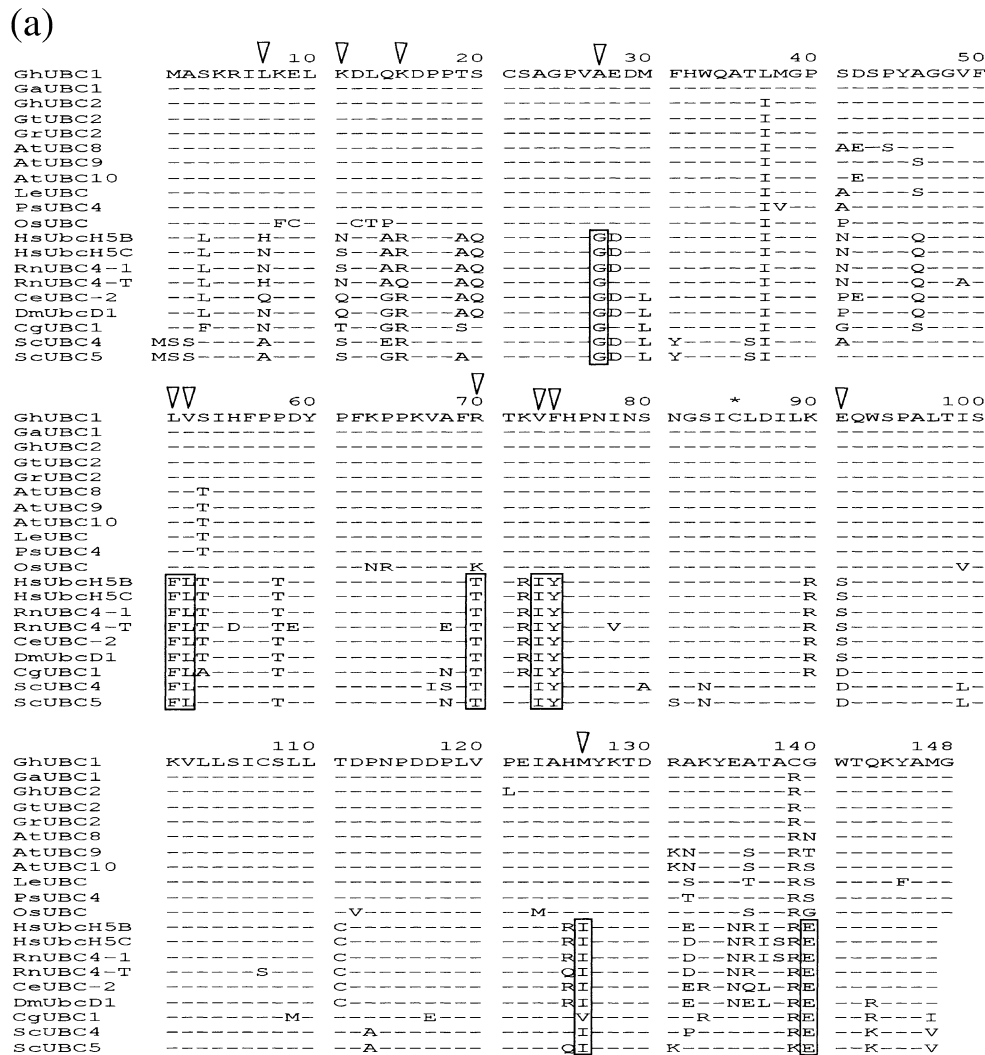 (a)
10 20 30 40 50
GhUBC1 MASKRILKEL KDLQKDPPTS CSAGPVAEDM FHWQATLMGP SDSPYAGGVF
GaUBC1 ---------- ---------- ---------- ---------- ----------
GhUBC2 ---------- ---------- ---------- ------I--- ----------
GtUBC2 ---------- ---------- ---------- ------I--- ----------
GrUBC2 ---------- ---------- ---------- ------I--- ----------
AtUBC8 ---------- ---------- ---------- ------I--- AE-S------
AtUBC9 ---------- ---------- ---------- ------I--- -----S----
AtUBC10 ---------- ---------- ---------- ------I--- -E--------
LeUBC ---------- ---------- ---------- ------I--- A----S----
PsUBC4 ---------- ---------- ---------- ------IV-- A---------
OsUBC -------FC- -CTP------ ---------- ------I--- P---------
HsUbcH5B --L---H--- N--AR---AQ ------GD-- ------I--- N----Q----
HsUbcH5C --L---N--- S--AR---AQ ------GD-- ------I--- N----Q----
RnUBC4-1 --L---N--- S--AR---AQ ------GD-- ------I--- N----Q----
RnUBC4-T --L---H--- N--AQ---AQ ------GD-- ------I--- N----Q--A-
CeUBC-2 --L---Q--- Q--GR---AQ ------GD-L ------I--- PE---Q----
DmUbcD1 --L---N--- Q--GR---AQ ------GD-- ------I--- P----Q----
CgUBC1 --F---N--- T--GR---S- ------G--L ------I--- G----S----
ScUBC4 MSS----A--- S--ER----- ------GD-L Y----SI--- A---------
ScUBC5 MSS----A--- S--GR---A- ------GD-L Y----SI--- ----------
60 70 80 * 90 100
GhUBC1 LVSIHFPPDY PFKPPKVAFR TKVFHPNINS NGSICLDILK EQWSPALTIS
GaUBC1 ---------- ---------- ---------- ---------- ----------
GhUBC2 ---------- ---------- ---------- ---------- ----------
GtUBC2 ---------- ---------- ---------- ---------- ----------
GrUBC2 ---------- ---------- ---------- ---------- ----------
AtUBC8 --T------- ---------- ---------- ---------- ----------
AtUBC9 --T------- ---------- ---------- ---------- ----------
AtUBC10 --T------- ---------- ---------- ---------- ----------
LeUBC --T------- ---------- ---------- ---------- ----------
PsUBC4 --T------- ---------- ---------- ---------- ----------
OsUBC ---------- --NR-----K ---------- ---------- --------V-
HsUbcH5B FLT----T-- ---------T -RIY------ ---------R S---------
HsUbcH5C FLT----T-- ---------T -RIY------ ---------R S---------
RnUBC4-1 FLT----T-- ---------T -RIY------ ---------R S---------
RnUBC4-T FLT-D--TE- -------E-T -RIY---V-- ---------R S---------
CeUBC-2 FLT----T-- ---------T -RIY------ ---------R S---------
DmUbcD1 FLT----T-- ---------T -RIY------ ---------R S---------
CgUBC1 FLA----T-- -------N-T -RIY------ ---------R D---------
ScUBC4 FL-------- ------IS-T --IY-----A --N------- D-------L-
ScUBC5 FL-----T-- -------N-T --IY------ S-N------- D-------L-
110 120 130 140 148
GhUBC1 KVLLSICSLL TDPNPDDPLV PEIAHMYKTD RAKYEATACG WTQKYAMG
GaUBC1 ---------- ---------- ---------- --------R- --------
GhUBC2 ---------- ---------- L--------- --------R- --------
GtUBC2 ---------- ---------- ---------- --------R- --------
GrUBC2 ---------- ---------- ---------- --------R- --------
AtUBC8 ---------- ---------- ---------- --------RN --------
AtUBC9 ---------- ---------- ---------- KN---S--RT --------
AtUBC10 ---------- ---------- ---------- KN---S--RS --------
LeUBC ---------- ---------- ---------- -S---T--RS ----F---
PsUBC4 ---------- ---------- ---------- -T------RS --------
OsUBC ---------- -V-------- --M------- -----S--RG --------
HsUbcH5B ---------- C--------- ----RI---- -E--NRI-RE -------
HsUbcH5C ---------- C--------- ----RI---- -D--NRISRE -------
RnUBC4-1 ---------- C--------- ----RI---- -D--NRISRE -------
RnUBC4-T ------S--- C--------- ----QI---- -D--NR--RE -------
CeUBC-2 ---------- C--------- ----RI---- -ER-NQL-RE -------
DmUbcD1 ---------- C--------- ----RI---- -E--NEL-RE --R----
CgUBC1 --------M- ------E--- -----V---- --R-----RE --R---I
ScUBC4 ---------- --A------- -----I---- -P------RE --K---V
ScUBC5 ---------- --A------- ----QI---- K-------KE --K---V